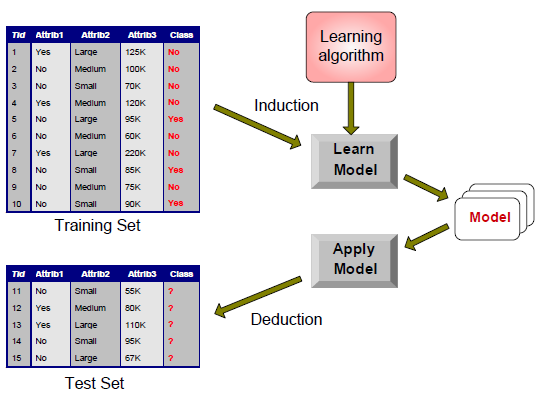 Tid Attrib1 Attrib2 Attrib3 Class
1 Yes Large 125K No
2 No Medium 100K No
3 No Small 70K No
4 Yes Medium 120K No
5 No Large 95K Yes
6 No Medium 60K No
7 Yes Large 220K No
8 No Small 85K Yes
9 No Medium 75K No
10 No Small 90K Yes
Training Set
Learning
algorithm
Induction
Learn
Model
Model
Apply
Model
Deduction
Tid Attrib1 Attrib2 Attrib3 Class
11 No Small 55K ?
12 Yes Medium 80K ?
13 Yes Large 110K ?
14 No Small 95K ?
15 No Large 67K ?
Test Set